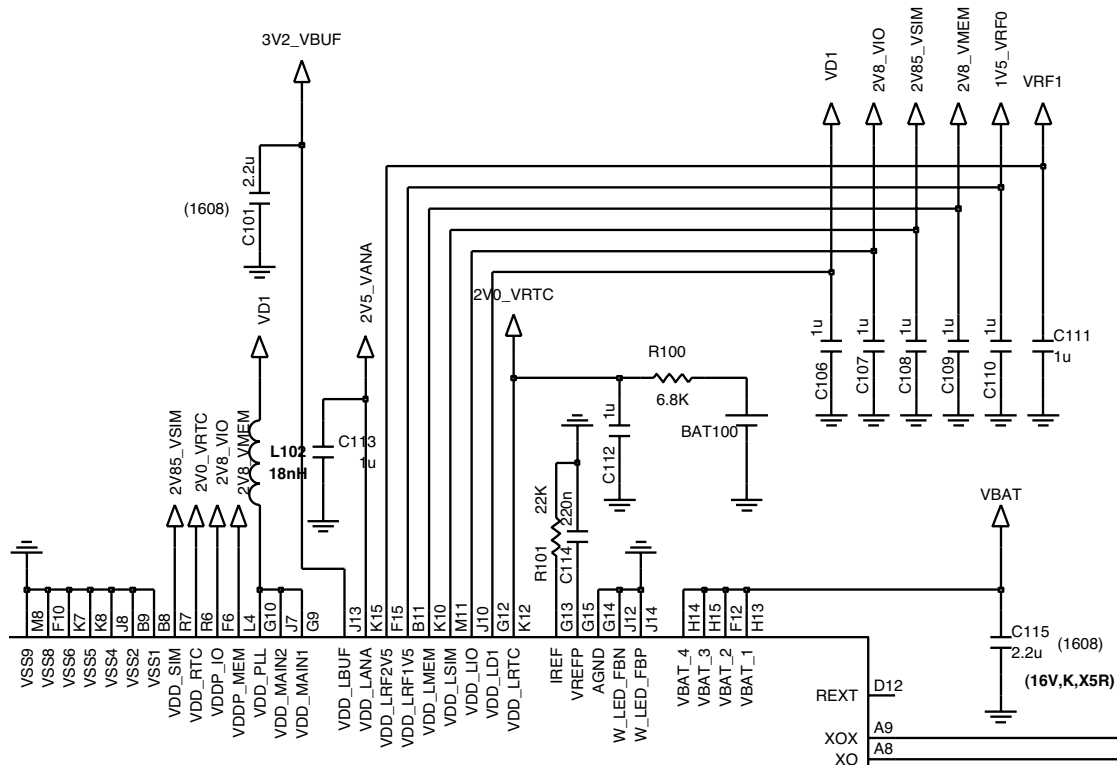 3V2_VBUF
VD1
2V8_VIO
2V85_VSIM
2V8_VMEM
1V5_VRF0
VRF1
2.2u
(1608)
C101
VD1
2V5_VANA
2V0_VRTC
R100
6.8K
BAT100
1u
C112
1u
C106
1u
C107
1u
C108
1u
C109
1u
C110
C111
1u
2V85_VSIM
2V0_VRTC
2V8_VIO
2V8_VMEM
L102
18nH
C113
1u
22K
R101
220n
C114
VBAT
C115
(1608)
2.2u
(16V,K,X5R)
M8
F10
K7
K8
J8
B9
B8
R7
R6
F6
L4
G10
J7
G9
J13
K15
F15
B11
K10
M11
J10
G12
K12
G13
G15
G14
J12
J14
H14
H15
F12
H13
VSS9
VSS8
VSS6
VSS5
VSS4
VSS2
VSS1
VDD_SIM
VDD_RTC
VDDP_IO
VDDP_MEM
VDD_PLL
VDD_MAIN2
VDD_MAIN1
VDD_LBUF
VDD_LANA
VDD_LRF2V5
VDD_LRF1V5
VDD_LMEM
VDD_LSIM
VDD_LIO
VDD_LD1
VDD_LRTC
IREF
VREFP
AGND
W_LED_FBN
W_LED_FBP
VBAT_4
VBAT_3
VBAT_2
VBAT_1
REXT
D12
XOX
A9
XO
A8